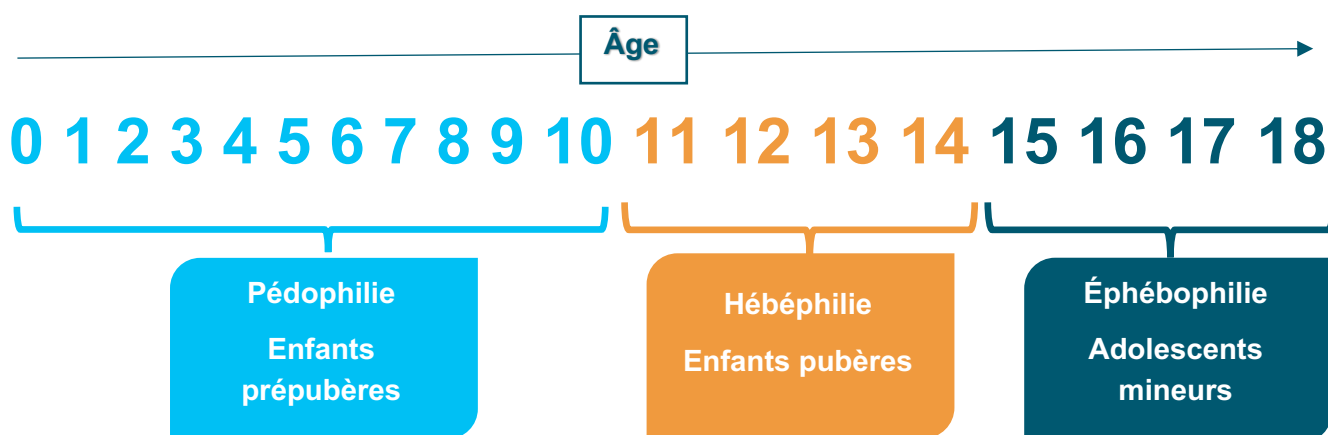 Âge
0 1 2 3 4 5 6 7 8 9 10 11 12 13 14 15 16 17 18
Pédophilie
Enfants
prépubères
Hébéphilie
Enfants pubères
Éphébophilie
Adolescents
mineurs